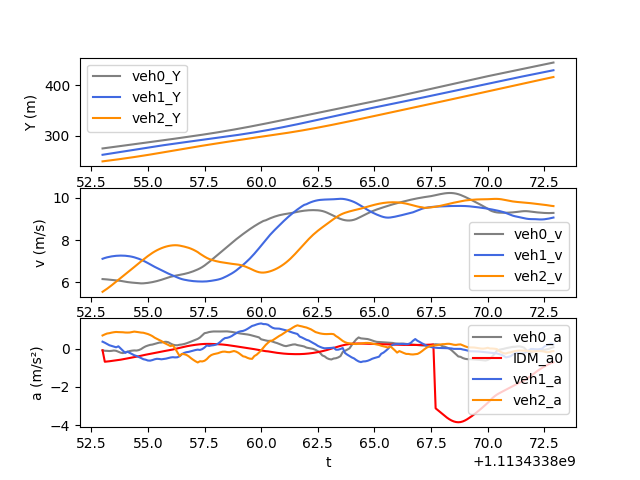 veh0_Y
veh1_Y
veh2_Y
400
300
Y (m)
52.5 55.0 57.5 60.0 62.5 65.0 67.5 70.0 72.5
10
8
6
v (m/s)
veh0_v
veh1_v
veh2_v
52.5 55.0 57.5 60.0 62.5 65.0 67.5 70.0 72.5
0
−2
−4
a (m/s²)
veh0_a
IDM_a0
veh1_a
veh2_a
52.5 55.0 57.5 60.0 62.5 65.0 67.5 70.0 72.5
t
+1.1134338e9